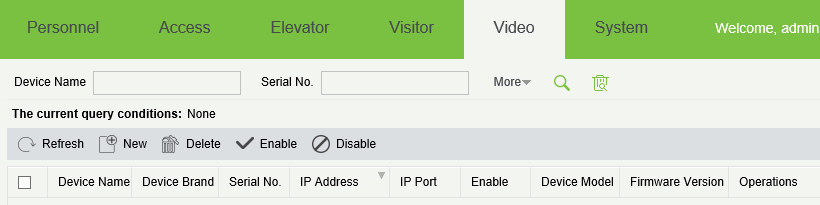 Personnel Access Elevator Visitor Video System Welcome, admin
Device Name Serial No. More
The current query conditions: None
Refresh New Delete Enable Disable
Device Name Device Brand Serial No. IP Address IP Port Enable Device Model Firmware Version Operations